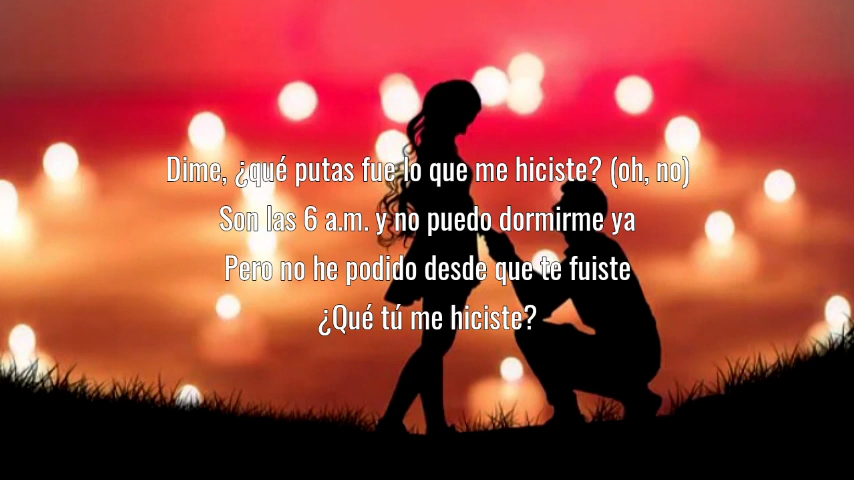 Dime, ¿qué putas fue lo que me hiciste? (oh, no)
Son las 6 a.m. y no puedo dormirme ya
Pero no he podido desde que te fuiste
¿Qué tú me hiciste?